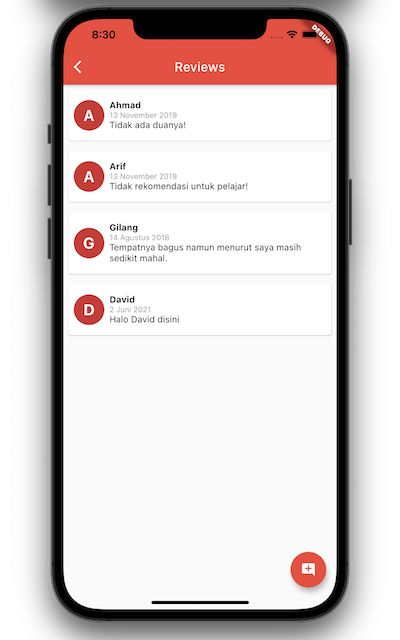 8:30
DEBUG
Reviews
A
Ahmad
13 November 2019
Tidak ada duanya!
A
Arif
13 November 2019
Tidak rekomendasi untuk pelajar!
G
Gilang
14 Agustus 2018
Tempatnya bagus namun menurut saya masih
sedikit mahal.
D
David
2 Juni 2021
Halo David disini